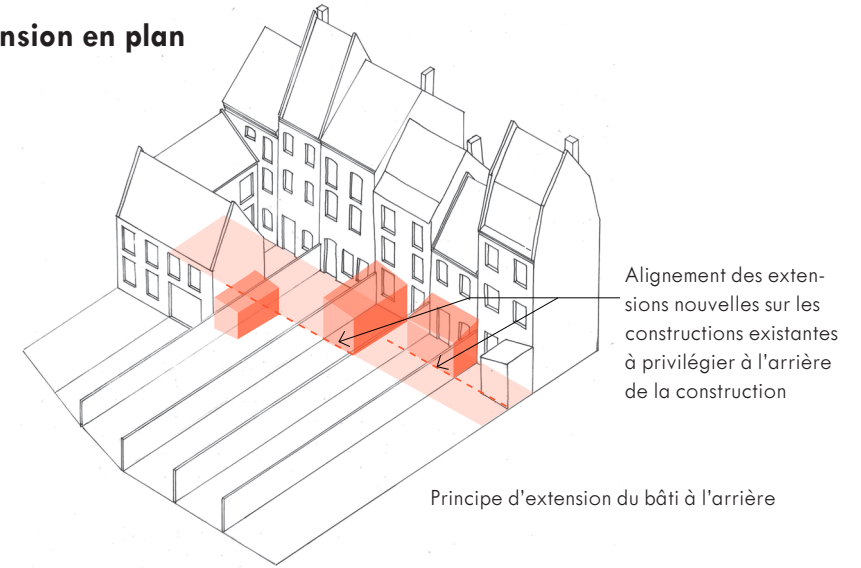 nsion en plan
Alignement des exten-
sions nouvelles sur les
constructions existantes
à privilégier à l'arrière
de la construction
Principe d'extension du bâti à l'arrière